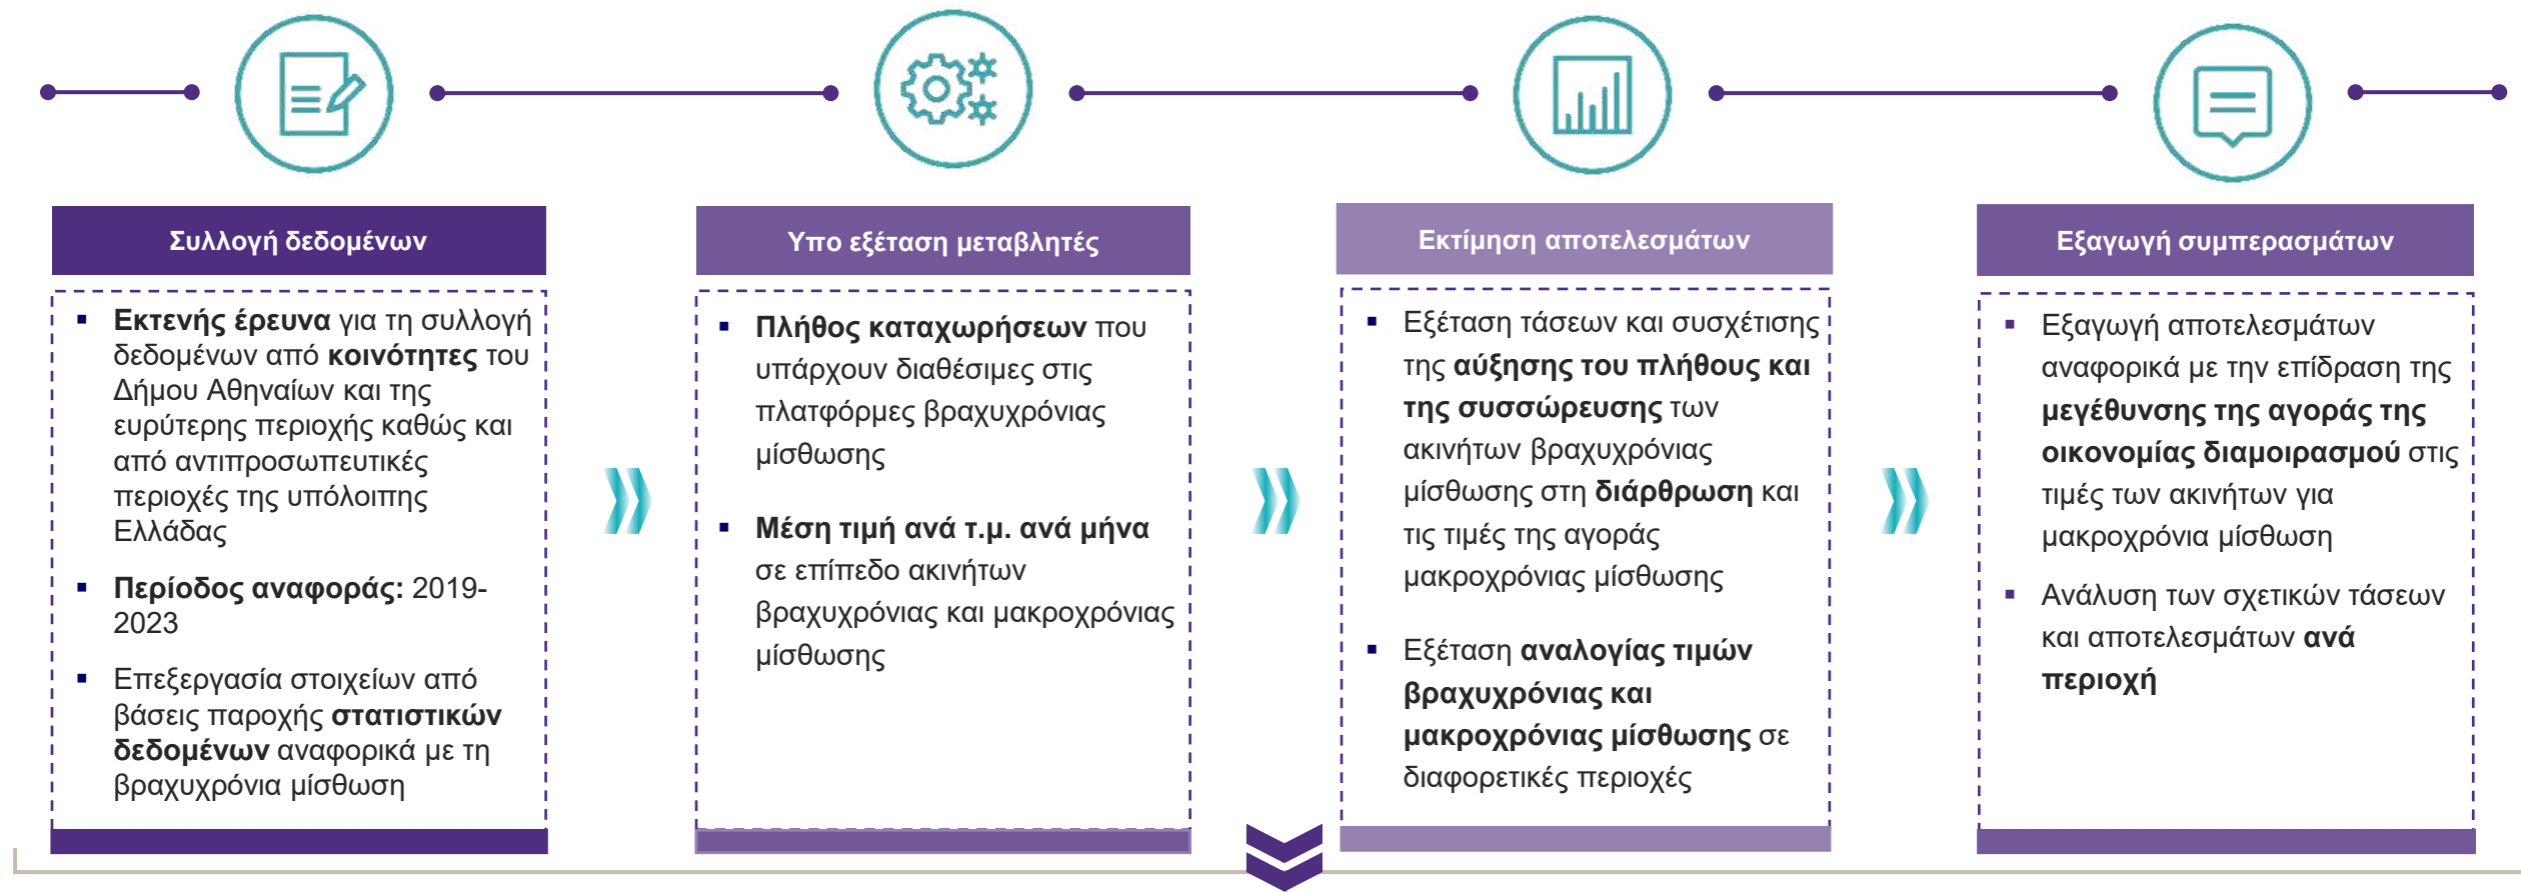 Συλλογή δεδομένων
Εκτενής έρευνα για τη συλλογή
δεδομένων από κοινότητες του
Δήμου Αθηναίων και της
ευρύτερης περιοχής καθώς και
από αντιπροσωπευτικές
περιοχές της υπόλοιπης
Ελλάδας
Περίοδος αναφοράς: 2019-
2023
Επεξεργασία στοιχείων από
βάσεις παροχής στατιστικών
δεδομένων αναφορικά με τη
βραχυχρόνια μίσθωση
Υπο εξέταση μεταβλητές
Πλήθος καταχωρήσεων που
υπάρχουν διαθέσιμες στις
πλατφόρμες βραχυχρόνιας
μίσθωσης
Μέση τιμή ανά τ.μ. ανά μήνα
σε επίπεδο ακινήτων
βραχυχρόνιας και μακροχρόνιας
μίσθωσης
Εκτίμηση αποτελεσμάτων
Εξέταση τάσεων και συσχέτισης
της αύξησης του πλήθους και
της συσσώρευσης των
ακινήτων βραχυχρόνιας
μίσθωσης στη διάρθρωση και
τις τιμές της αγοράς
μακροχρόνιας μίσθωσης
Εξέταση αναλογίας τιμών
βραχυχρόνιας και
μακροχρόνιας μίσθωσης σε
διαφορετικές περιοχές
Εξαγωγή συμπερασμάτων
Εξαγωγή αποτελεσμάτων
αναφορικά με την επίδραση της
μεγέθυνσης της αγοράς της
οικονομίας διαμοιρασμού στις
τιμές των ακινήτων για
μακροχρόνια μίσθωση
Ανάλυση των σχετικών τάσεων
και αποτελεσμάτων ανά
περιοχή